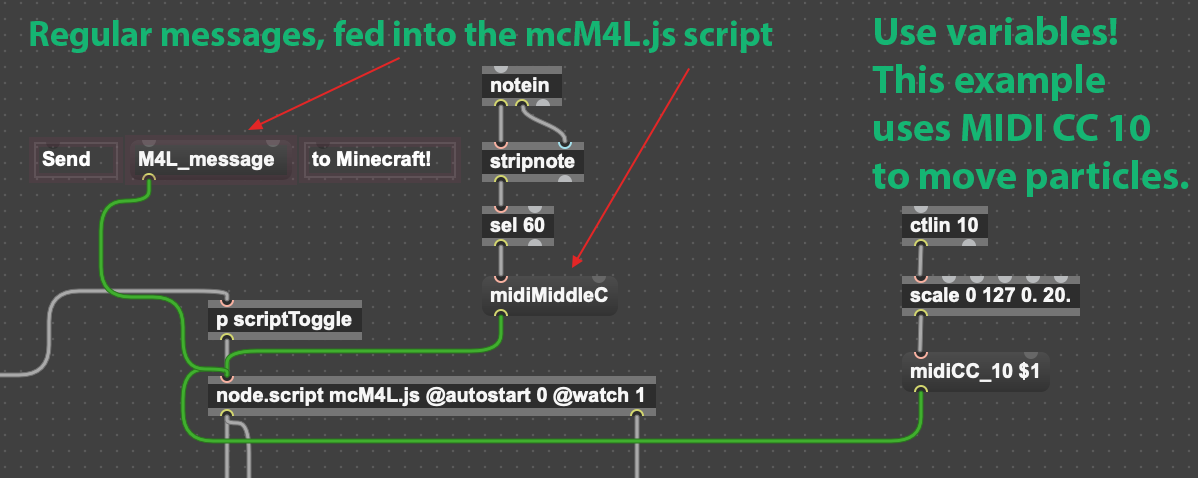 Regular messages, fed into the mcM4L.js script
Use variables!
This example
uses MIDI CC 10
to move particles.
notein
Send
M4L_message
to Minecraft!
stripnote
sel 60
ctlin 10
midiMiddleC
scale 0 127 0. 20.
p scriptToggle
midiCC_10 $1
node.script mcM4L.js @autostart 0 @watch 1